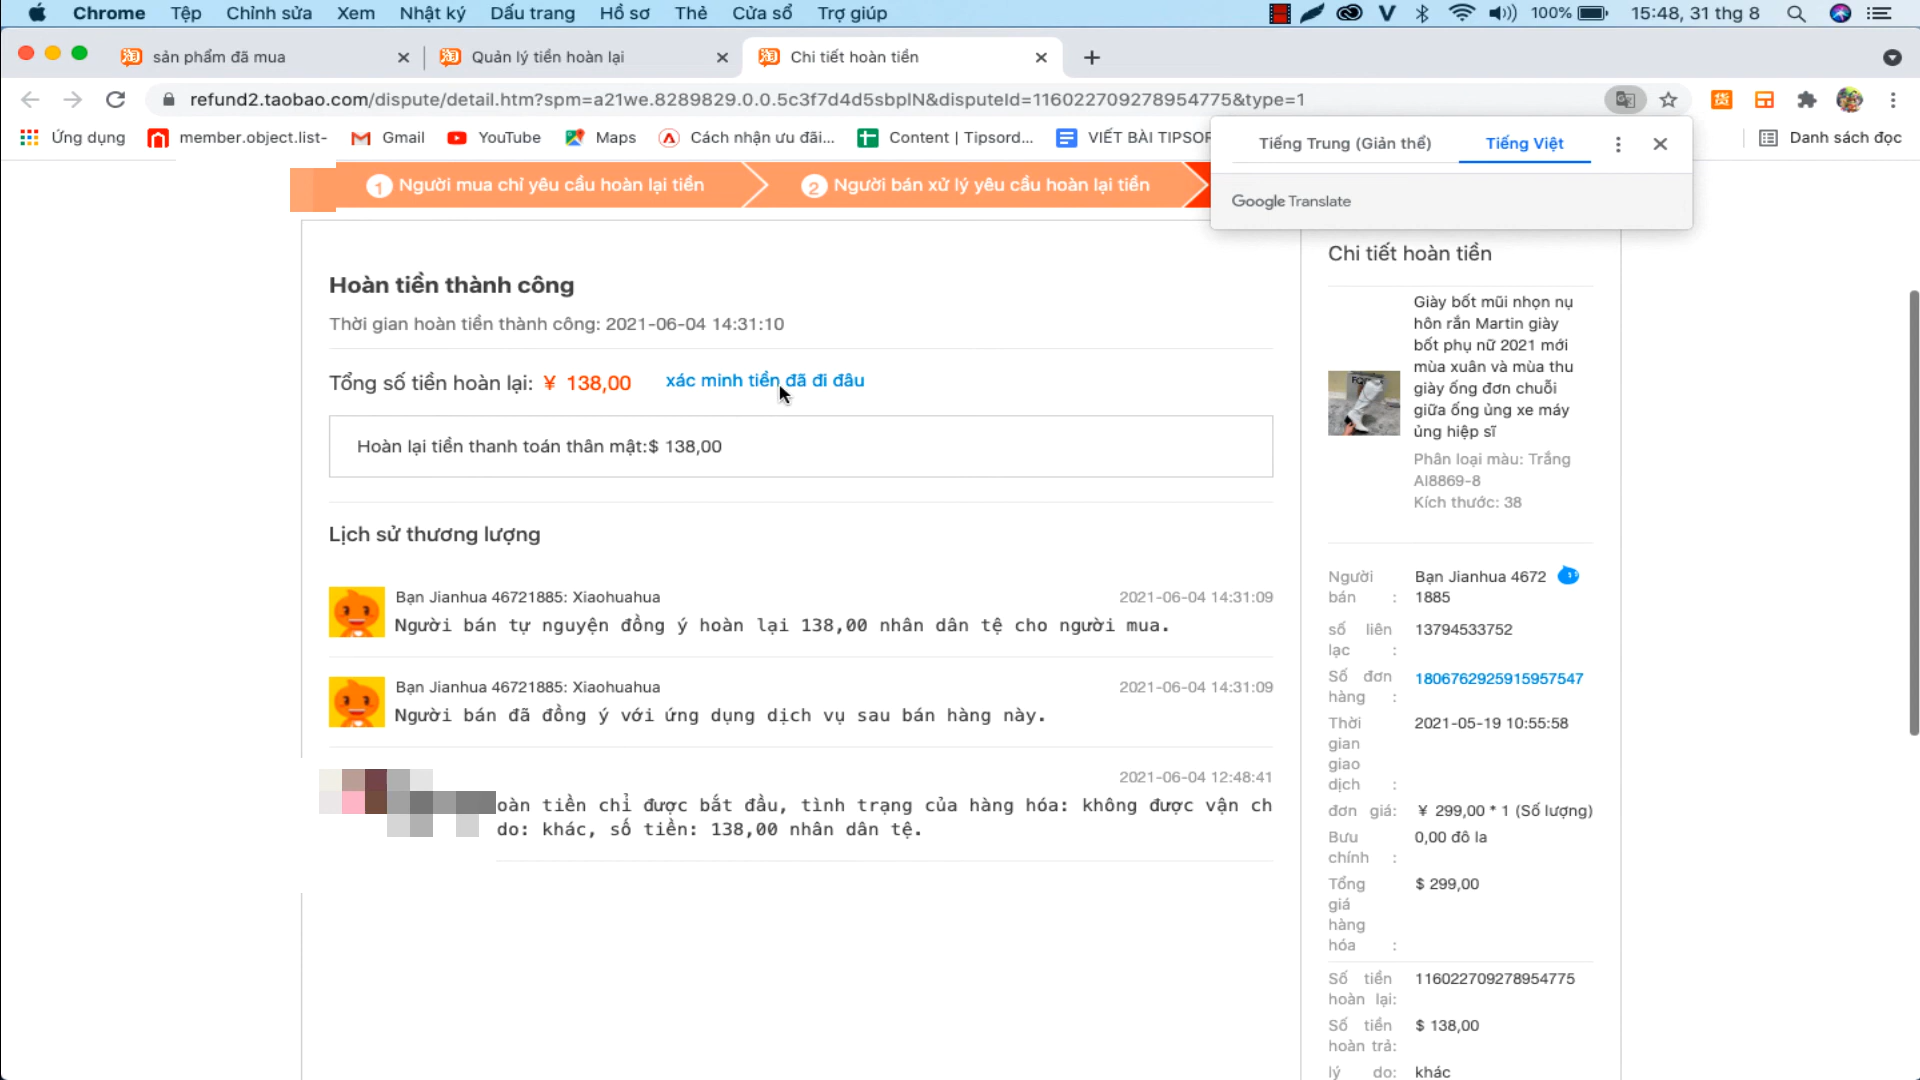 Chrome Tệp Chỉnh sửa Xem Nhật ký Dấu trang Hồ sơ Thẻ Cửa sổ Trợ giúp 100% 15:48, 31 thg 8
sản phẩm đã mua Quản lý tiền hoàn lại Chi tiết hoàn tiền
refund2.taobao.com/dispute/detail.htm?spm=a21we.8289829.0.0.5c3f7d4d5sbpIN&disputeId=116022709278954775&type=1
Ứng dụng member.object.list- Gmail YouTube Maps Cách nhận ưu đãi... Content | Tipsord... VIẾT BÀI TIPSOR Danh sách đọc
Tiếng Trung (Giản thể) Tiếng Việt
Google Translate
1 Người mua chỉ yêu cầu hoàn lại tiền 2 Người bán xử lý yêu cầu hoàn lại tiền
Hoàn tiền thành công
Thời gian hoàn tiền thành công: 2021-06-04 14:31:10
Tổng số tiền hoàn lại: ¥ 138,00 xác minh tiền đã đi đâu
Hoàn lại tiền thanh toán thân mật:$ 138,00
Lịch sử thương lượng
Bạn Jianhua 46721885: Xiaohuahua 2021-06-04 14:31:09
Người bán tự nguyện đồng ý hoàn lại 138,00 nhân dân tệ cho người mua.
Bạn Jianhua 46721885: Xiaohuahua 2021-06-04 14:31:09
Người bán đã đồng ý với ứng dụng dịch vụ sau bán hàng này.
2021-06-04 12:48:41
oàn tiền chỉ được bắt đầu, tình trạng của hàng hóa: không được vận ch
do: khác, số tiền: 138,00 nhân dân tệ.
Chi tiết hoàn tiền
Giày bốt mũi nhọn nụ
hôn rắn Martin giày
bốt phụ nữ 2021 mới
mùa xuân và mùa thu
giày ống đơn chuỗi
giữa ống ủng xe máy
ủng hiệp sĩ
Phân loại màu: Trắng
AI8869-8
Kích thước: 38
Người Bạn Jianhua 4672
bán : 1885
số liên 13794533752
lạc :
Số đơn 1806762925915957547
hàng :
Thời 2021-05-19 10:55:58
gian
giao
dịch :
đơn giá: ¥ 299,00 * 1 (Số lượng)
Bưu 0,00 đô la
chính :
Tổng $ 299,00
giá
hàng
hóa :
Số tiền 116022709278954775
hoàn lại:
Số tiền $ 138,00
hoàn trả:
lý do: khác